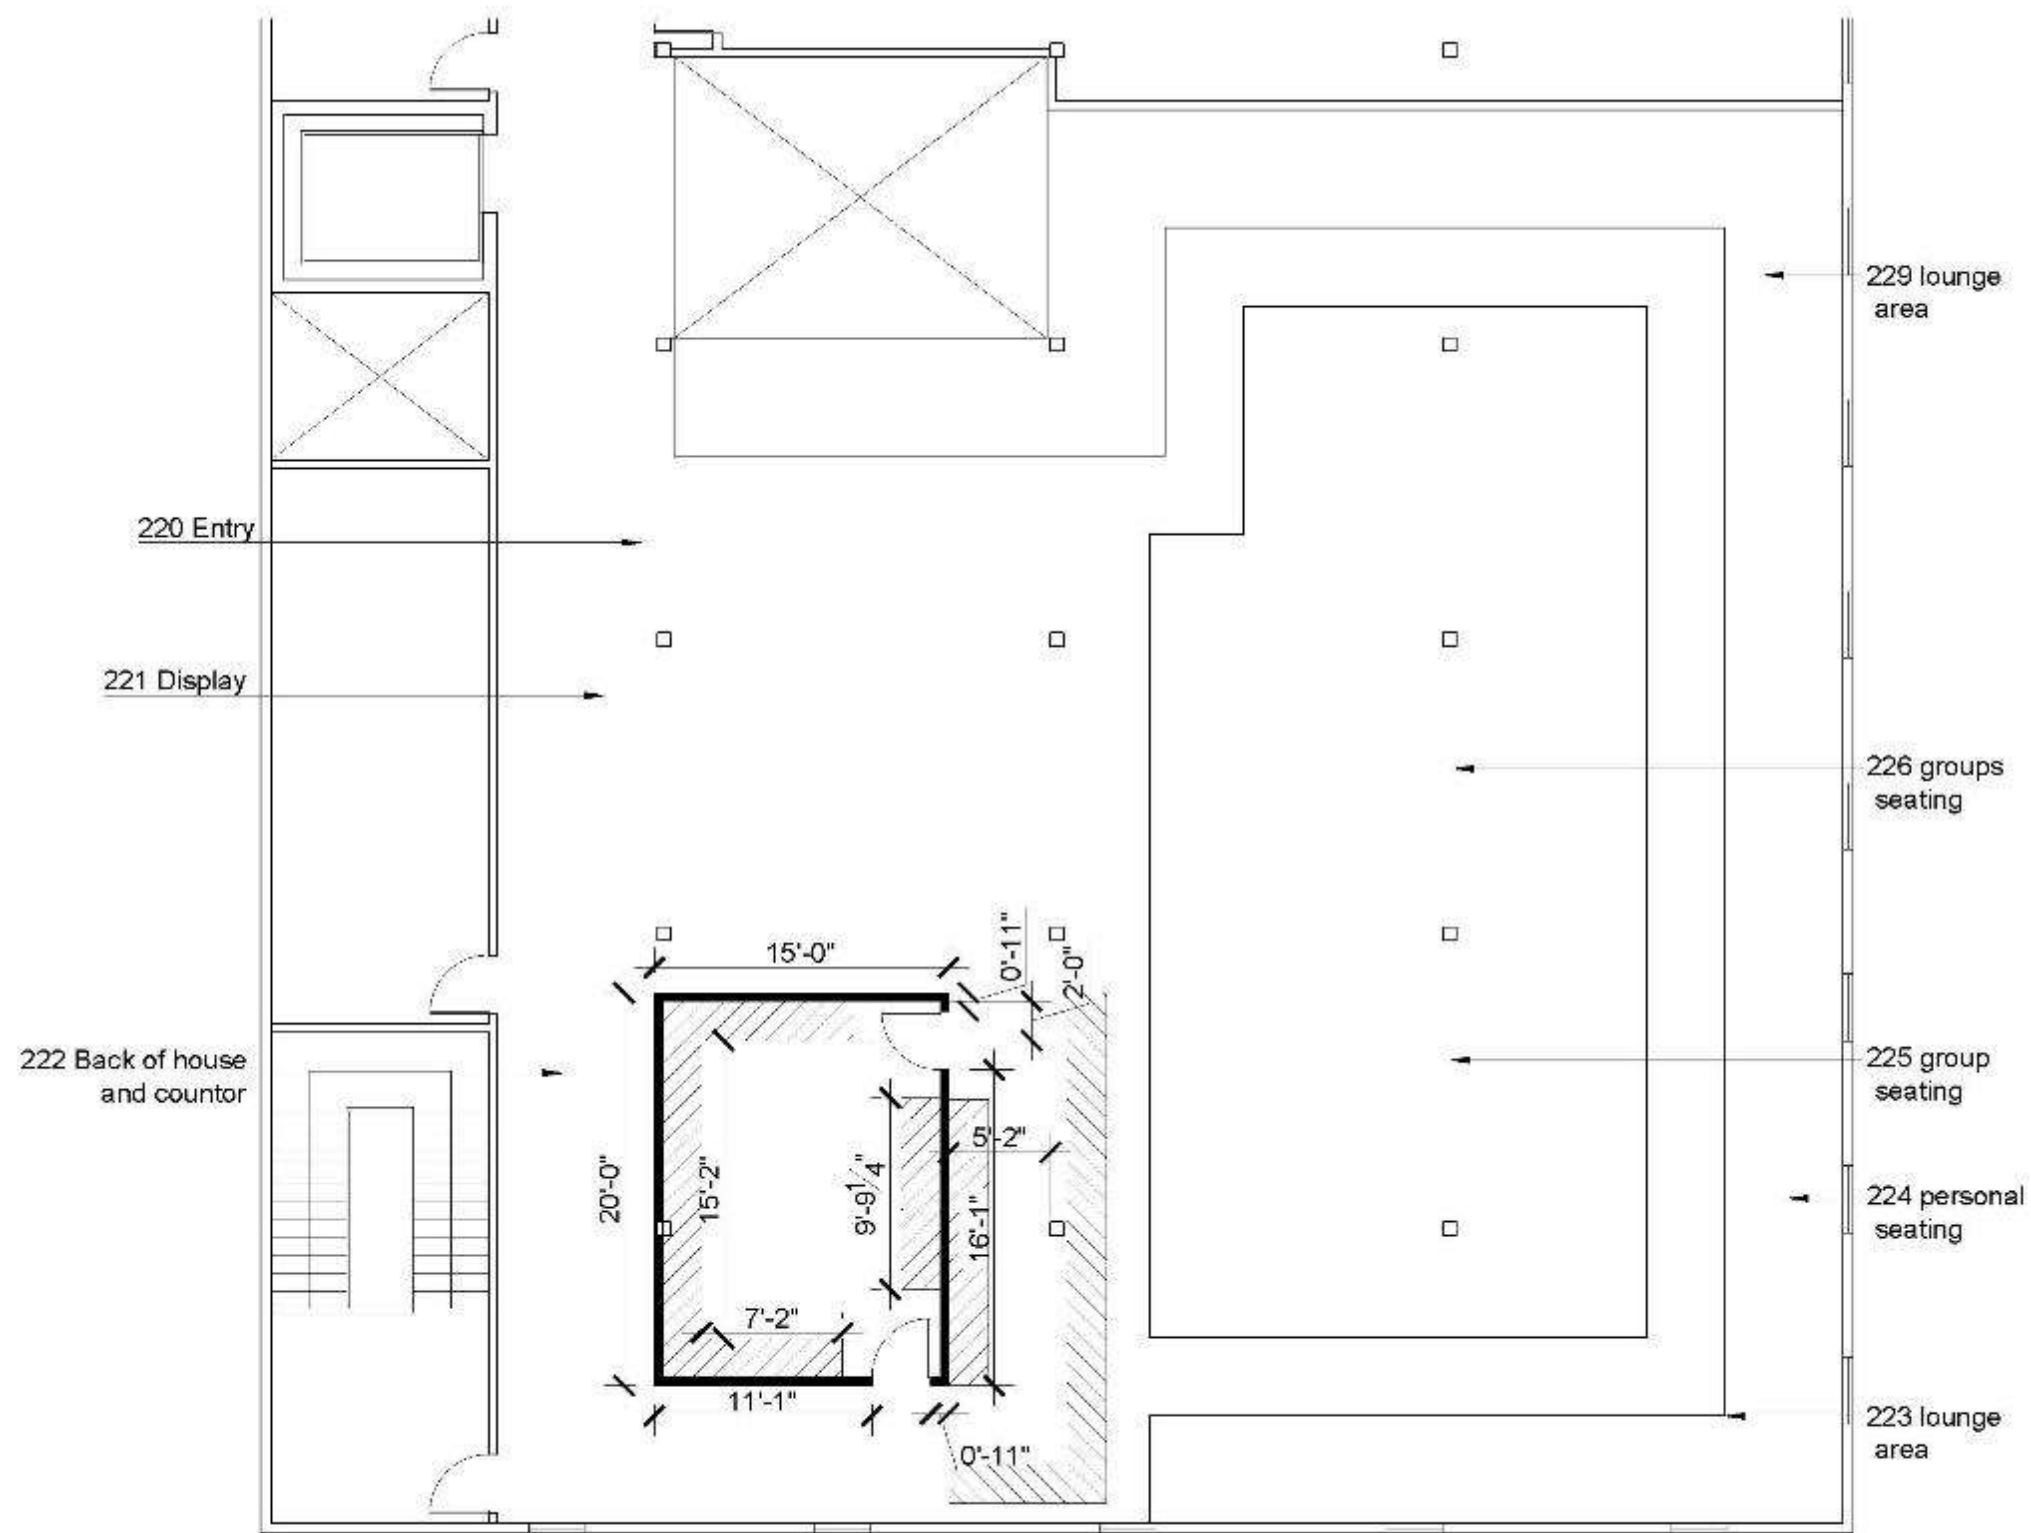 229 lounge
area
220 Entry
221 Display
226 groups
seating
15'-0"
0'-11"
2'-0"
222 Back of house
and countor
225 group
seating
5'-2"
20'-0"
15'-2"
9'-9 1/4"
16'-1"
224 personal
seating
7'-2"
11'-1"
0'-11"
223 lounge
area